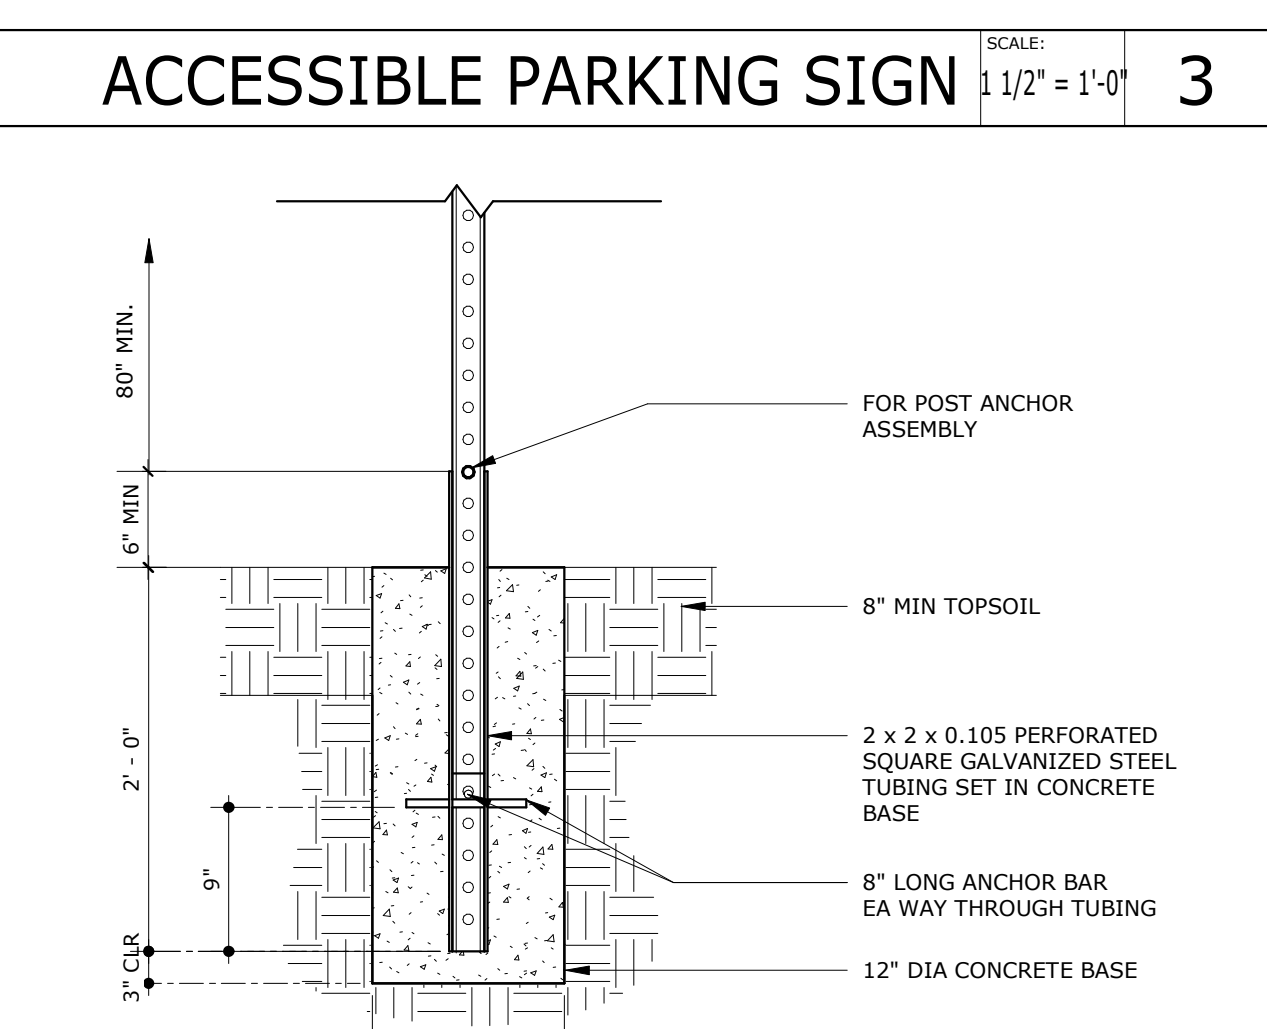 ACCESSIBLE PARKING SIGN
SCALE:
1 1/2" = 1'-0"
3
80" MIN.
6" MIN
2' - 0"
9"
3" CLR
FOR POST ANCHOR
ASSEMBLY
8" MIN TOPSOIL
2 x 2 x 0.105 PERFORATED
SQUARE GALVANIZED STEEL
TUBING SET IN CONCRETE
BASE
8" LONG ANCHOR BAR
EA WAY THROUGH TUBING
12" DIA CONCRETE BASE